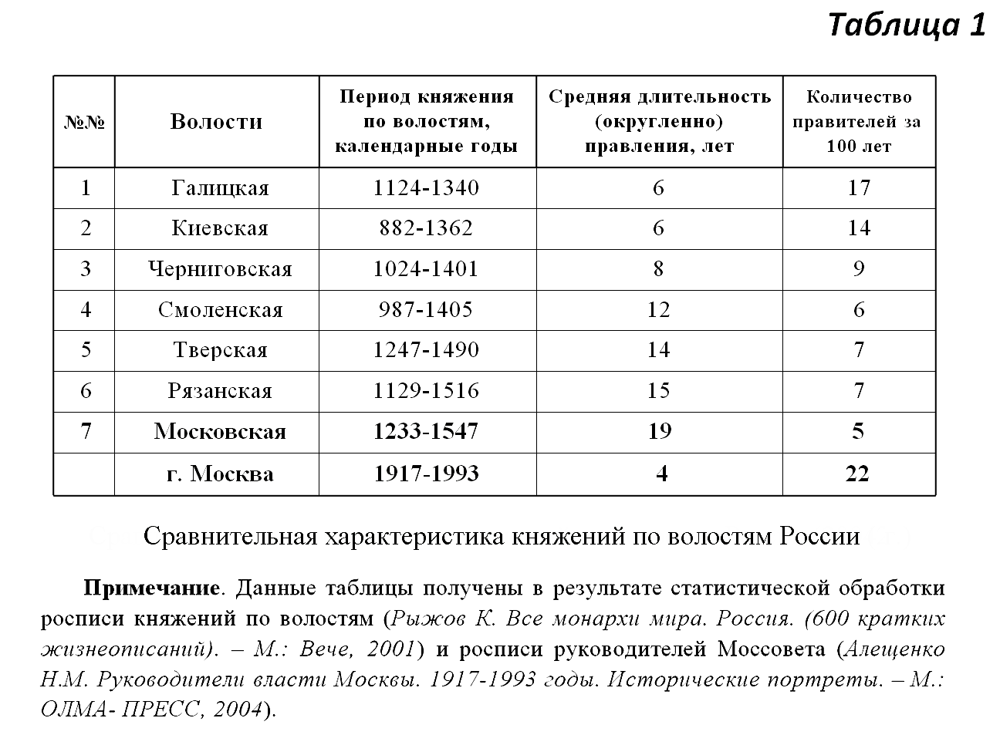 Таблица 1
№№ Волости Период княжения по волостям, календарные годы Средняя длительность (округленно) правления, лет Количество правителей за 100 лет
1 Галицкая 1124-1340 6 17
2 Киевская 882-1362 6 14
3 Черниговская 1024-1401 8 9
4 Смоленская 987-1405 12 6
5 Тверская 1247-1490 14 7
6 Рязанская 1129-1516 15 7
7 Московская 1233-1547 19 5
г. Москва 1917-1993 4 22
Сравнительная характеристика княжений по волостям России
Примечание. Данные таблицы получены в результате статистической обработки
росписи княжений по волостям (Рыжов К. Все монархи мира. Россия. (600 кратких
жизнеописаний). – М.: Вече, 2001) и росписи руководителей Моссовета (Алещенко
Н.М. Руководители власти Москвы. 1917-1993 годы. Исторические портреты. – М.:
ОЛМА- ПРЕСС, 2004).